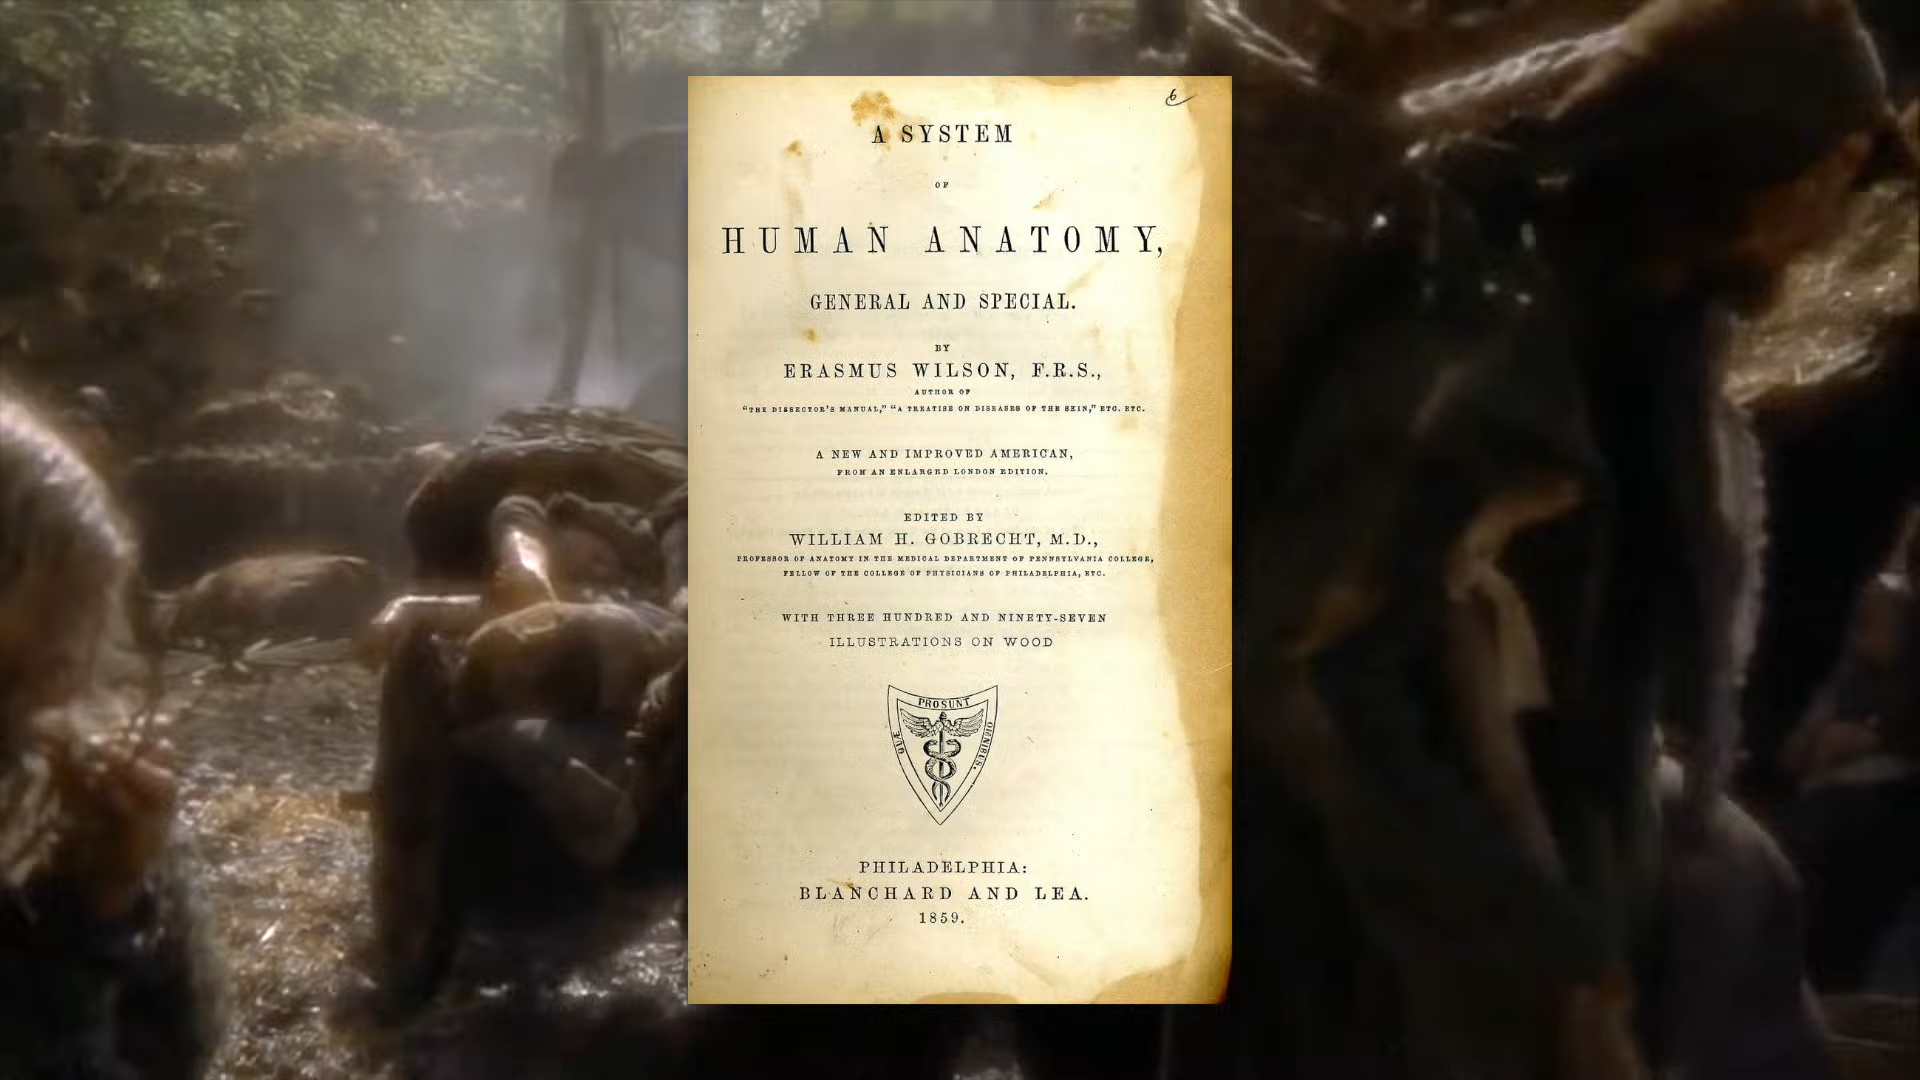 6
A SYSTEM
OF
HUMAN ANATOMY,
GENERAL AND SPECIAL.
BY
ERASMUS WILSON, F.R.S.,
AUTHOR OF
"THE DISSECTOR'S MANUAL," "A TREATISE ON DISEASES OF THE SKIN," ETC. ETC.
A NEW AND IMPROVED AMERICAN,
FROM AN ENLARGED LONDON EDITION.
EDITED BY
WILLIAM H. GOBRECHT, M.D.,
PROFESSOR OF ANATOMY IN THE MEDICAL DEPARTMENT OF PENNSYLVANIA COLLEGE,
FELLOW OF THE COLLEGE OF PHYSICIANS OF PHILADELPHIA, ETC.
WITH THREE HUNDRED AND NINETY-SEVEN
ILLUSTRATIONS ON WOOD
QUÆ
PROSUNT
OMNIBUS.
PHILADELPHIA:
BLANCHARD AND LEA.
1859.